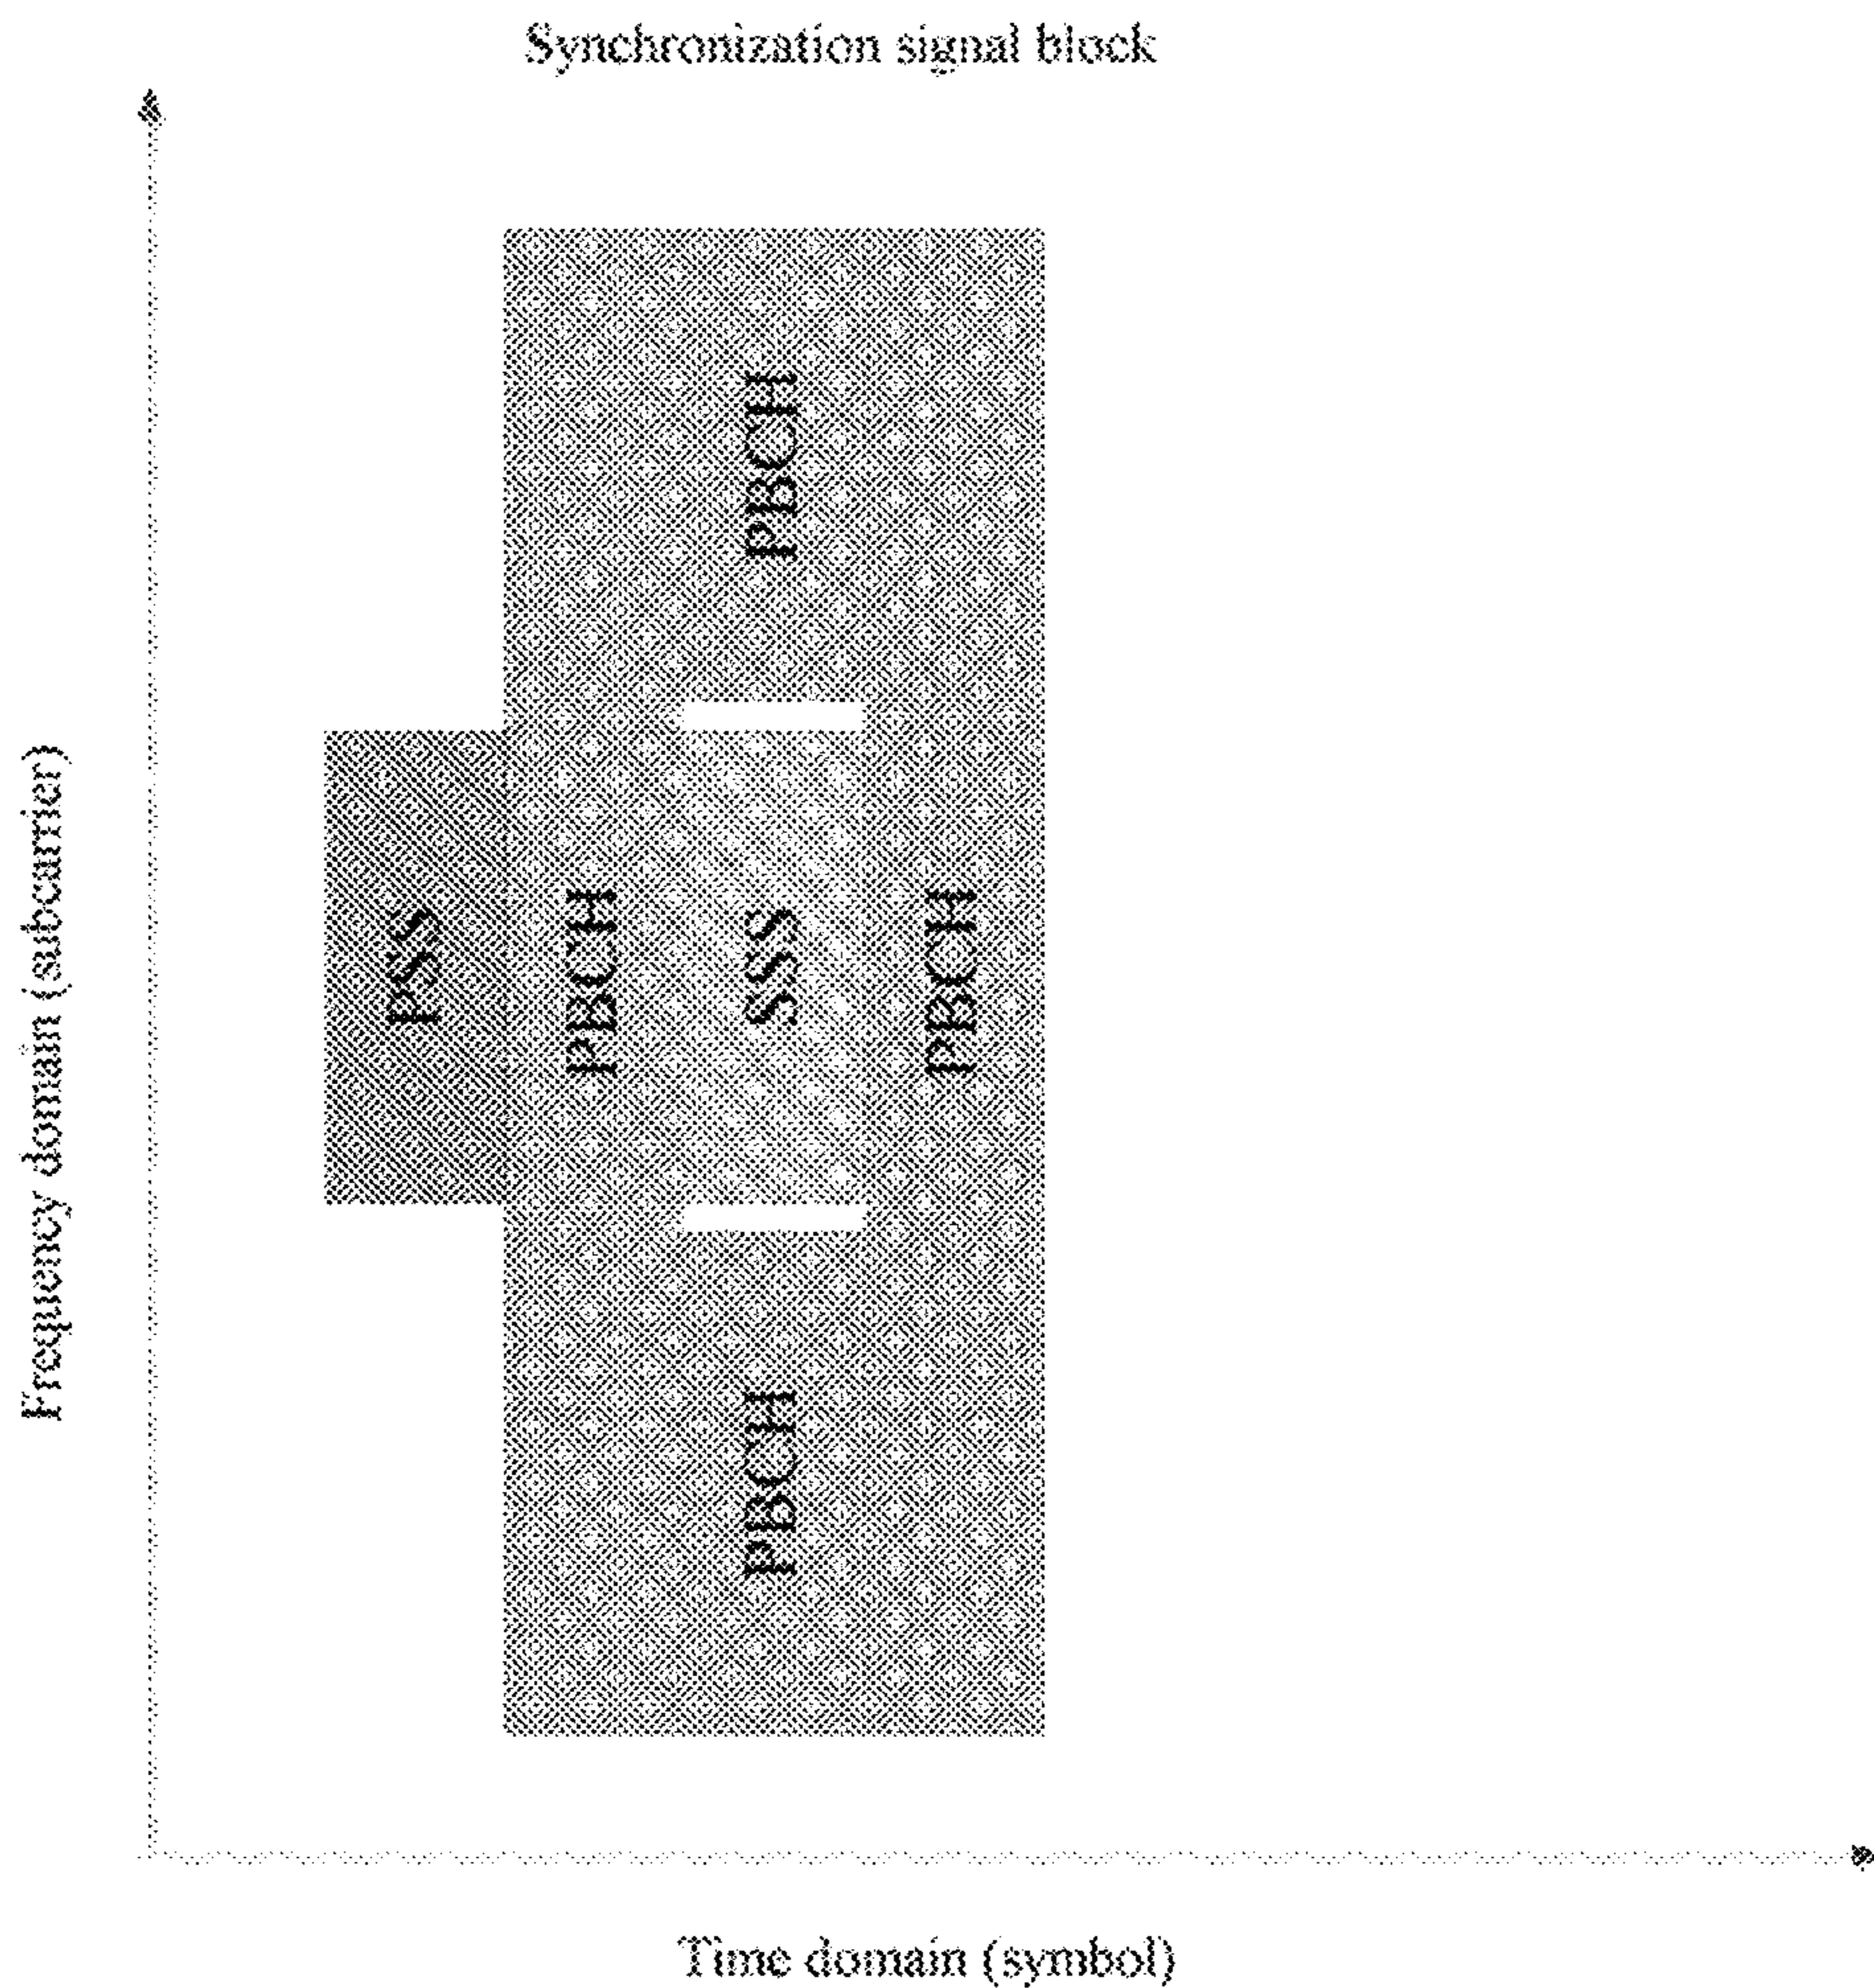 Synchronization signal block
Frequency domain (subcarrier)
PBCH
PSS
PBCH
SSS
PBCH
PBCH
Time domain (symbol)